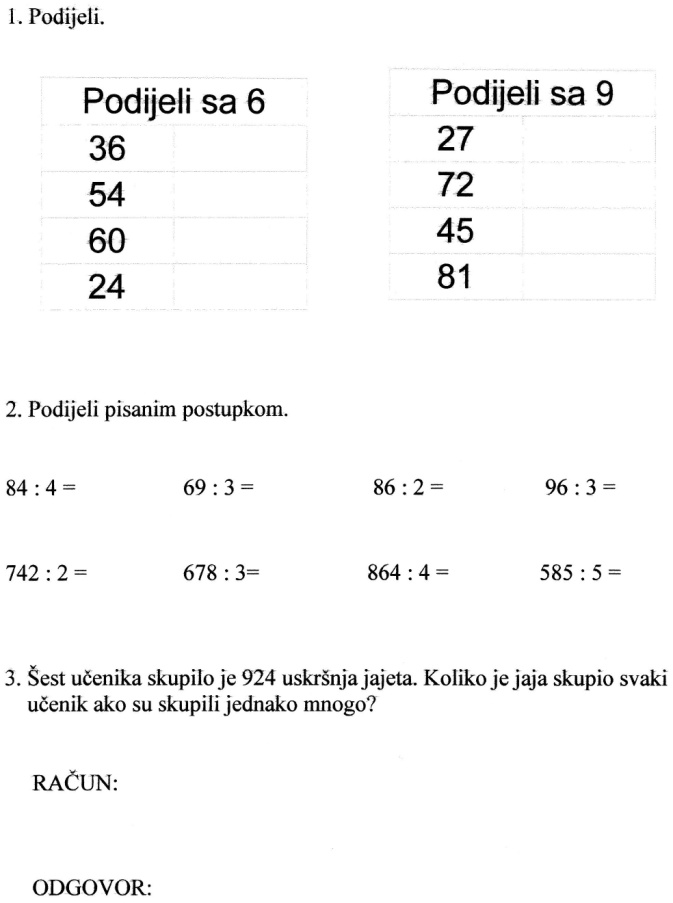 1. Podijeli.
Podijeli sa 6
36
54
60
24
Podijeli sa 9
27
72
45
81
2. Podijeli pisanim postupkom.
84 : 4 = 69 : 3 = 86 : 2 = 96 : 3 =
742 : 2 = 678 : 3= 864 : 4 = 585 : 5 =
3. Šest učenika skupilo je 924 uskršnja jajeta. Koliko je jaja skupio svaki
učenik ako su skupili jednako mnogo?
RAČUN:
ODGOVOR: